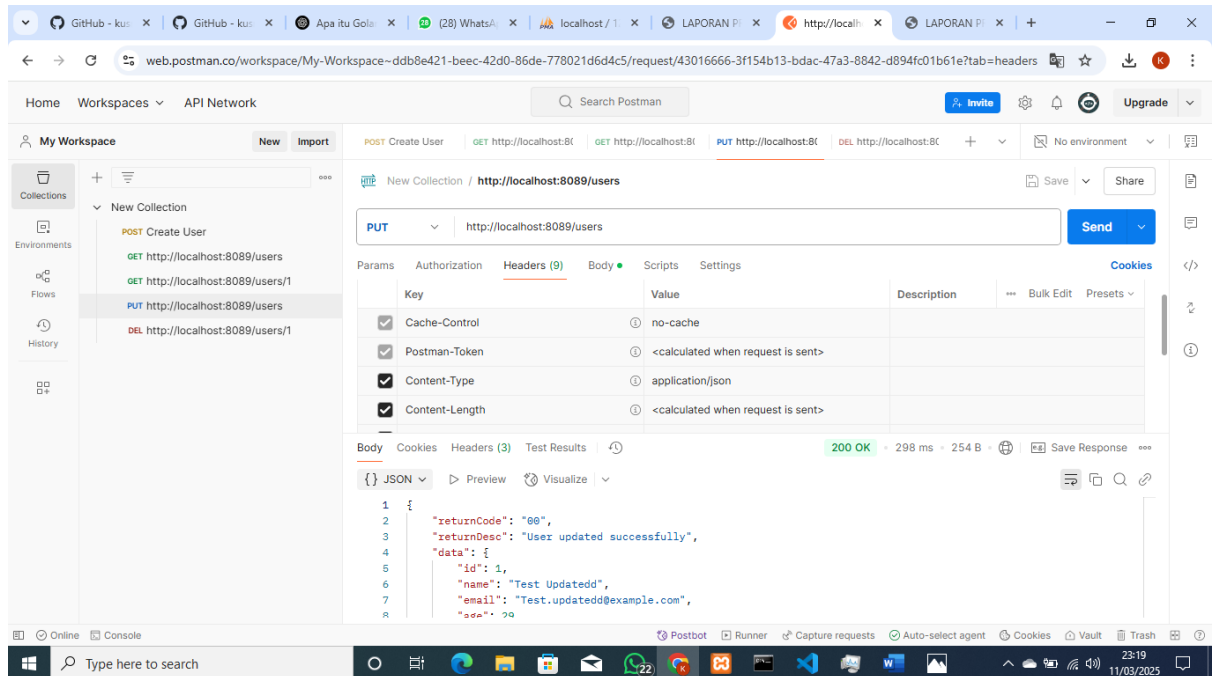 GitHub - kus
GitHub - kus
Apa itu Gola
(28) WhatsA
localhost / 1
LAPORAN P
http://localh
LAPORAN P
web.postman.co/workspace/My-Workspace~ddb8e421-beec-42d0-86de-778021d6d4c5/request/43016666-3f154b13-bdac-47a3-8842-d894fc01b61e?tab=headers
K
Home Workspaces API Network
Search Postman
Invite
Upgrade
My Workspace
New Import
POST Create User
GET http://localhost:80
GET http://localhost:80
PUT http://localhost:80
DEL http://localhost:80
No environment
Collections
Environments
Flows
History
New Collection
POST Create User
GET http://localhost:8089/users
GET http://localhost:8089/users/1
PUT http://localhost:8089/users
DEL http://localhost:8089/users/1
HTTP New Collection / http://localhost:8089/users
Save Share
PUT http://localhost:8089/users
Send
Params Authorization Headers (9) Body Scripts Settings
Cookies
Key Value Description Bulk Edit Presets
Cache-Control no-cache
Postman-Token <calculated when request is sent>
Content-Type application/json
Content-Length <calculated when request is sent>
Body Cookies Headers (3) Test Results
200 OK 298 ms 254 B
e.g. Save Response
{} JSON Preview Visualize
1 {
2 "returnCode": "00",
3 "returnDesc": "User updated successfully",
4 "data": {
5 "id": 1,
6 "name": "Test Updatedd",
7 "email": "Test.updatedd@example.com",
8 "age": 29
Online Console
Postbot Runner Capture requests Auto-select agent Cookies Vault Trash
Type here to search
22
23:19
11/03/2025